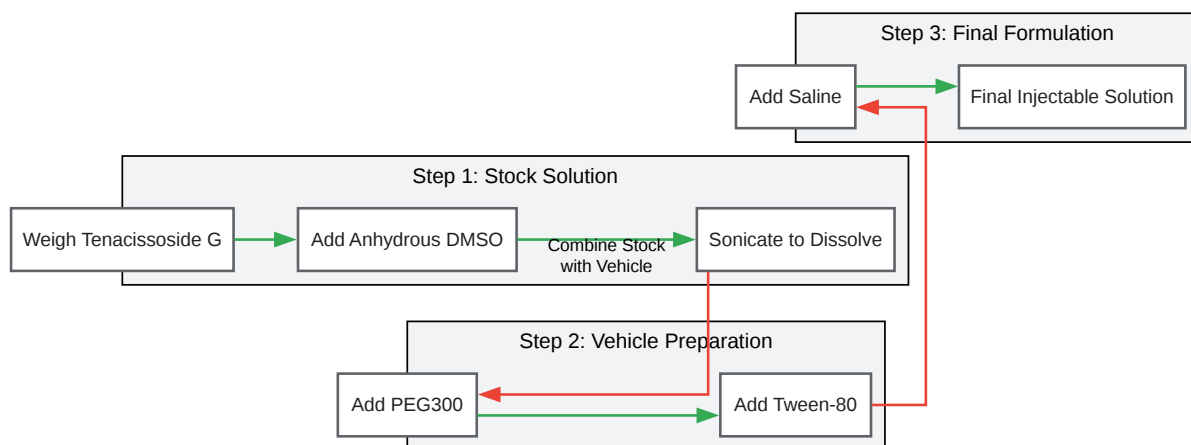 Step 3: Final Formulation
Add Saline
Final Injectable Solution
Step 1: Stock Solution
Weigh Tenacissoside G
Add Anhydrous DMSO
Combine Stock
with Vehicle
Sonicate to Dissolve
Step 2: Vehicle Preparation
Add PEG300
Add Tween-80